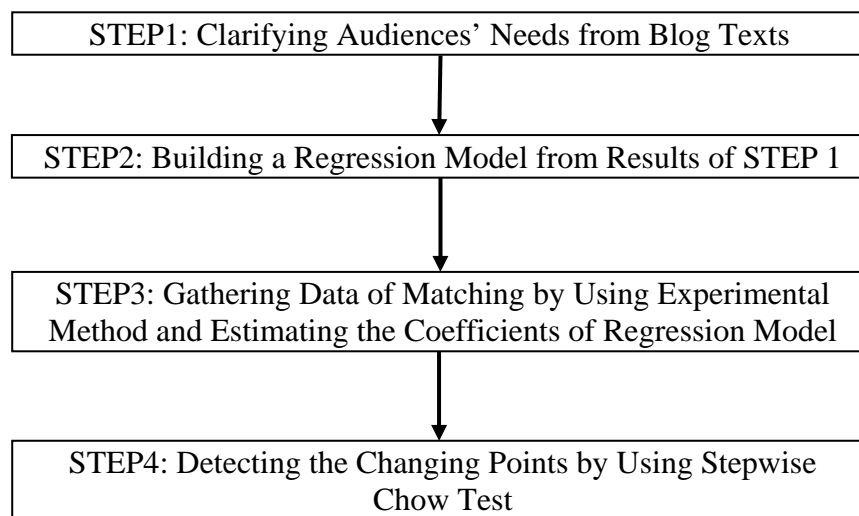 STEP1: Clarifying Audiences’ Needs from Blog Texts
STEP2: Building a Regression Model from Results of STEP 1
STEP3: Gathering Data of Matching by Using Experimental
Method and Estimating the Coefficients of Regression Model
STEP4: Detecting the Changing Points by Using Stepwise
Chow Test